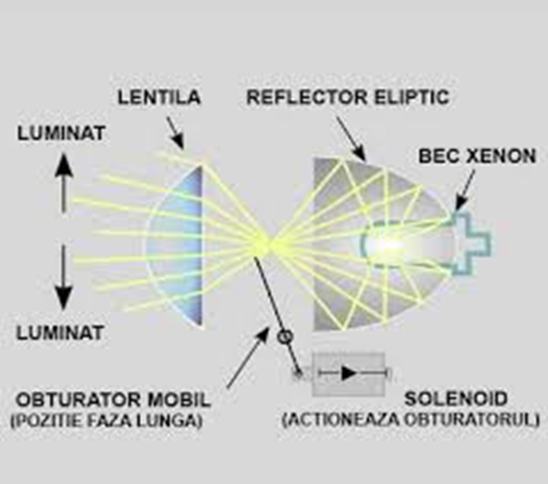 LENTILA
REFLECTOR ELIPTIC
LUMINAT
BEC XENON
LUMINAT
OBTURATOR MOBIL
(POZITIE FAZA LUNGA)
SOLENOID
(ACTIONEAZA OBTURATORUL)